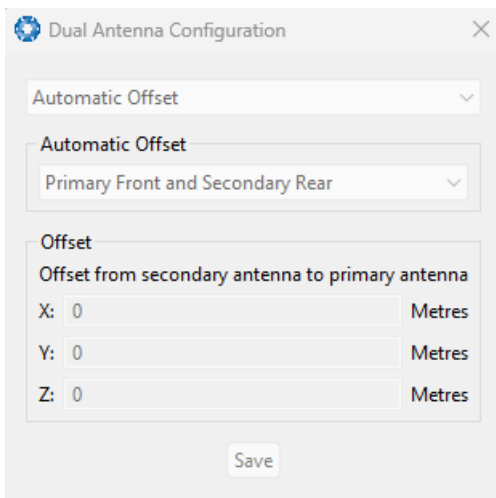 Dual Antenna Configuration
Automatic Offset
Automatic Offset
Primary Front and Secondary Rear
Offset
Offset from secondary antenna to primary antenna
X: 0 Metres
Y: 0 Metres
Z: 0 Metres
Save